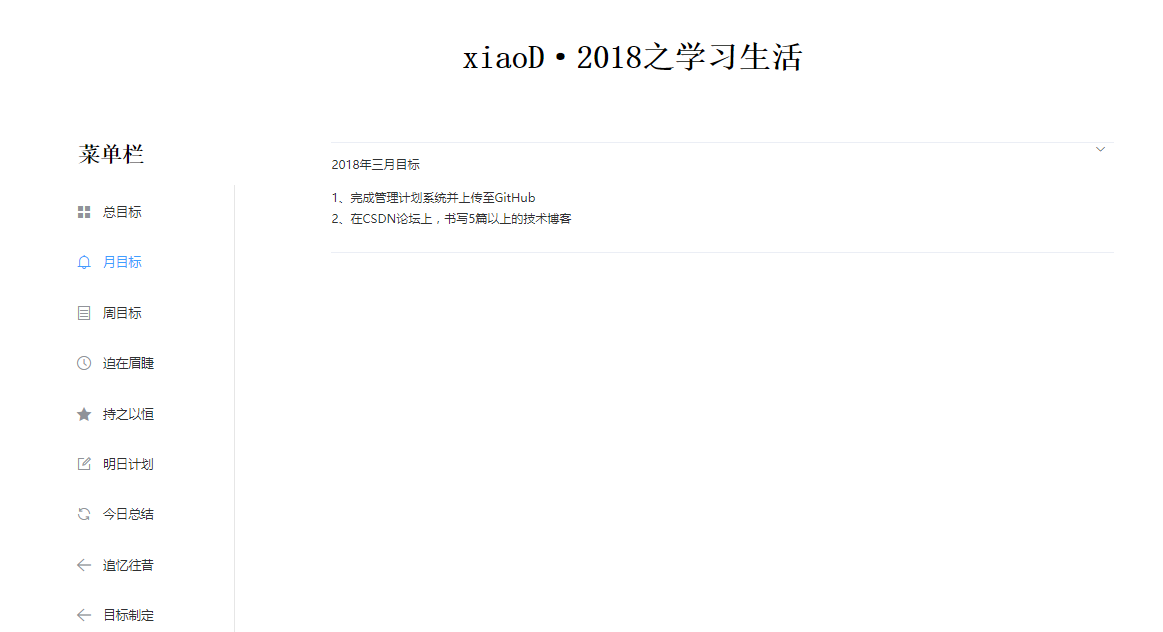 xiaoD·2018之学习生活
菜单栏
总目标
月目标
周目标
迫在眉睫
持之以恒
明日计划
今日总结
追忆往昔
目标制定
2018年三月目标
1、完成管理计划系统并上传至GitHub
2、在CSDN论坛上，书写5篇以上的技术博客